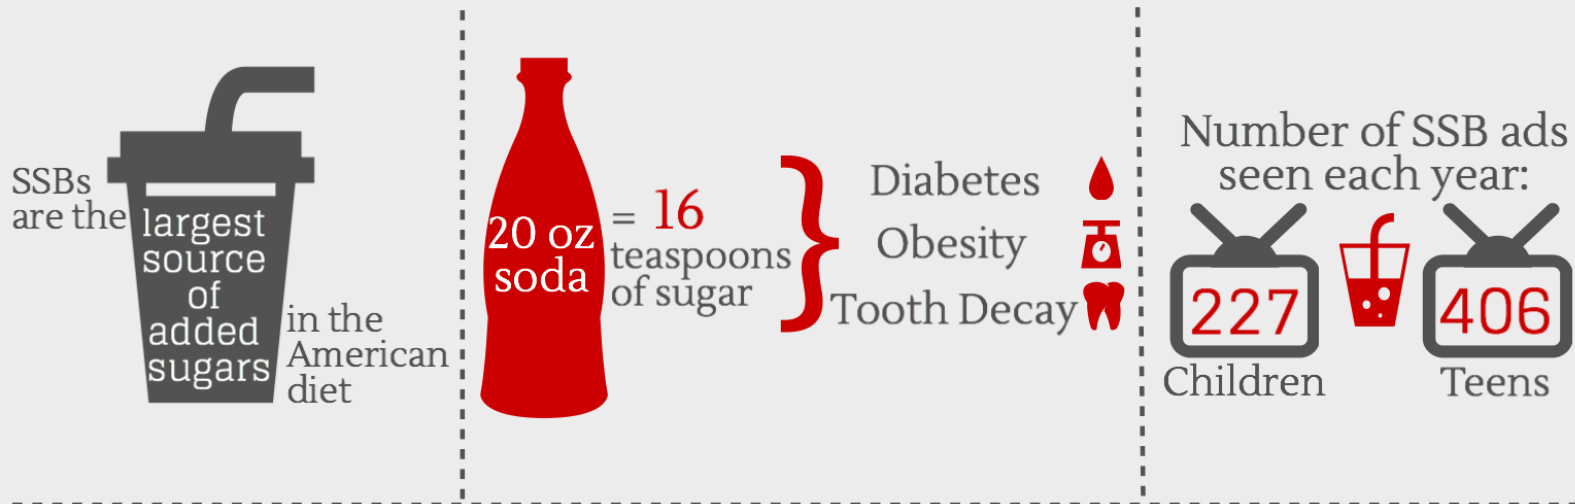 SSBs
are the
largest
source
of
added
sugars
in the
American
diet
20 oz
soda
= 16
teaspoons
of sugar
}
Diabetes
Obesity
Tooth Decay
Number of SSB ads
seen each year:
227
Children
406
Teens